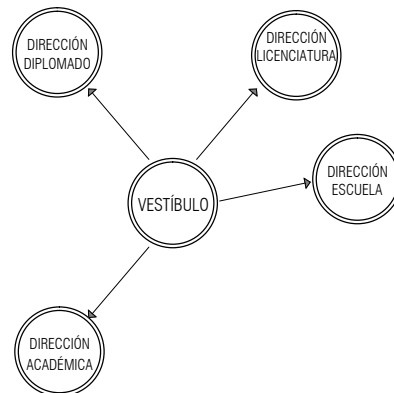 DIRECCIÓN
DIPLOMADO
DIRECCIÓN
LICENCIATURA
DIRECCIÓN
ESCUELA
VESTÍBULO
DIRECCIÓN
ACADÉMICA